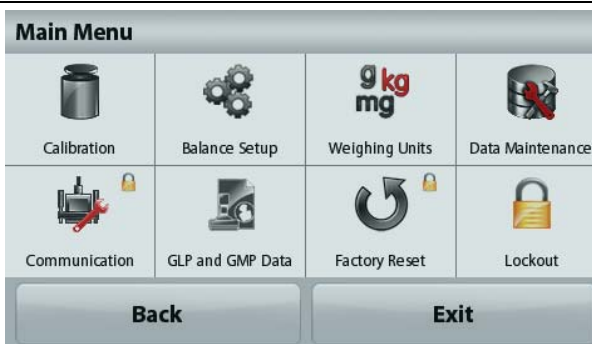 Main Menu
g kg
mg
Calibration
Balance Setup
Weighing Units
Data Maintenance
Communication
GLP and GMP Data
Factory Reset
Lockout
Back
Exit